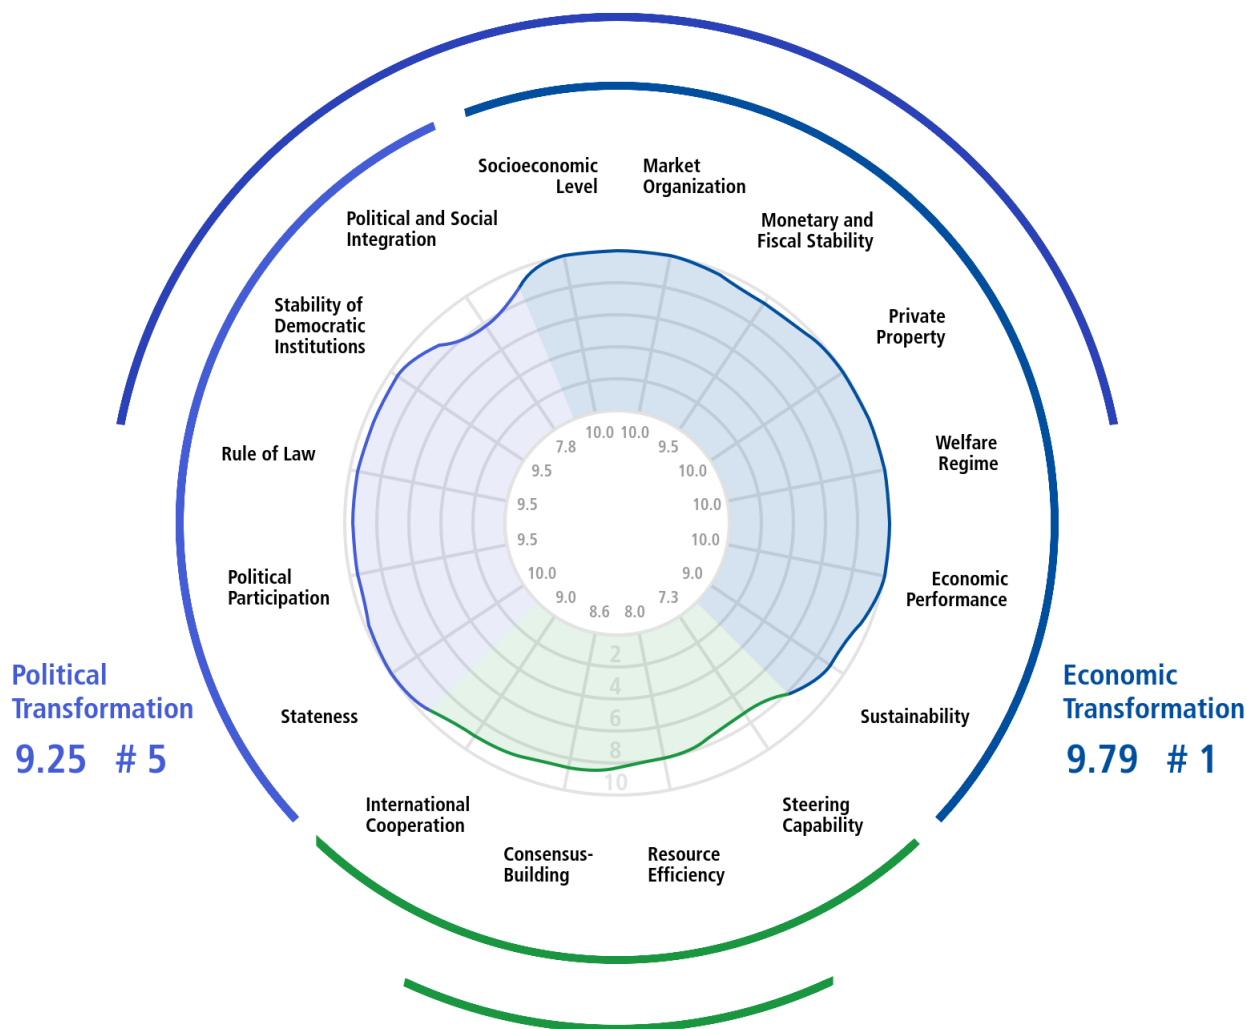 Socioeconomic
Level
Market
Organization
Political and Social
Integration
Monetary and
Fiscal Stability
Stability of
Democratic
Institutions
Private
Property
Rule of Law
Welfare
Regime
Political
Participation
Economic
Performance
Stateness
Sustainability
International
Cooperation
Steering
Capability
Consensus-
Building
Resource
Efficiency
10.0 10.0
7.8 9.5
9.5 10.0
9.5 10.0
9.5 10.0
10.0 9.0
9.0 7.3
8.6 8.0
2
4
6
8
10
Political
Transformation
9.25 # 5
Economic
Transformation
9.79 # 1